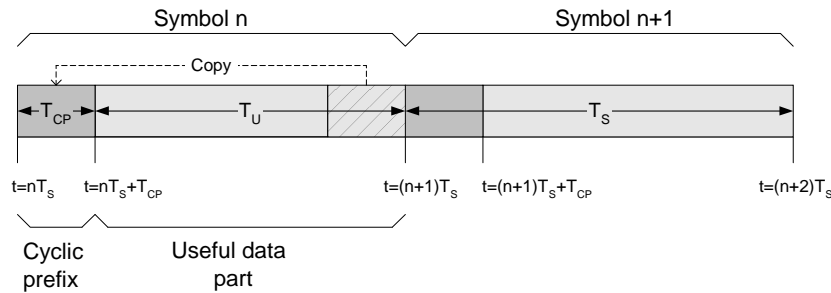 Symbol n Symbol n+1
Copy
T_CP T_U T_S
t=nT_S t=nT_S+T_CP t=(n+1)T_S t=(n+1)T_S+T_CP t=(n+2)T_S
Cyclic Useful data
prefix part